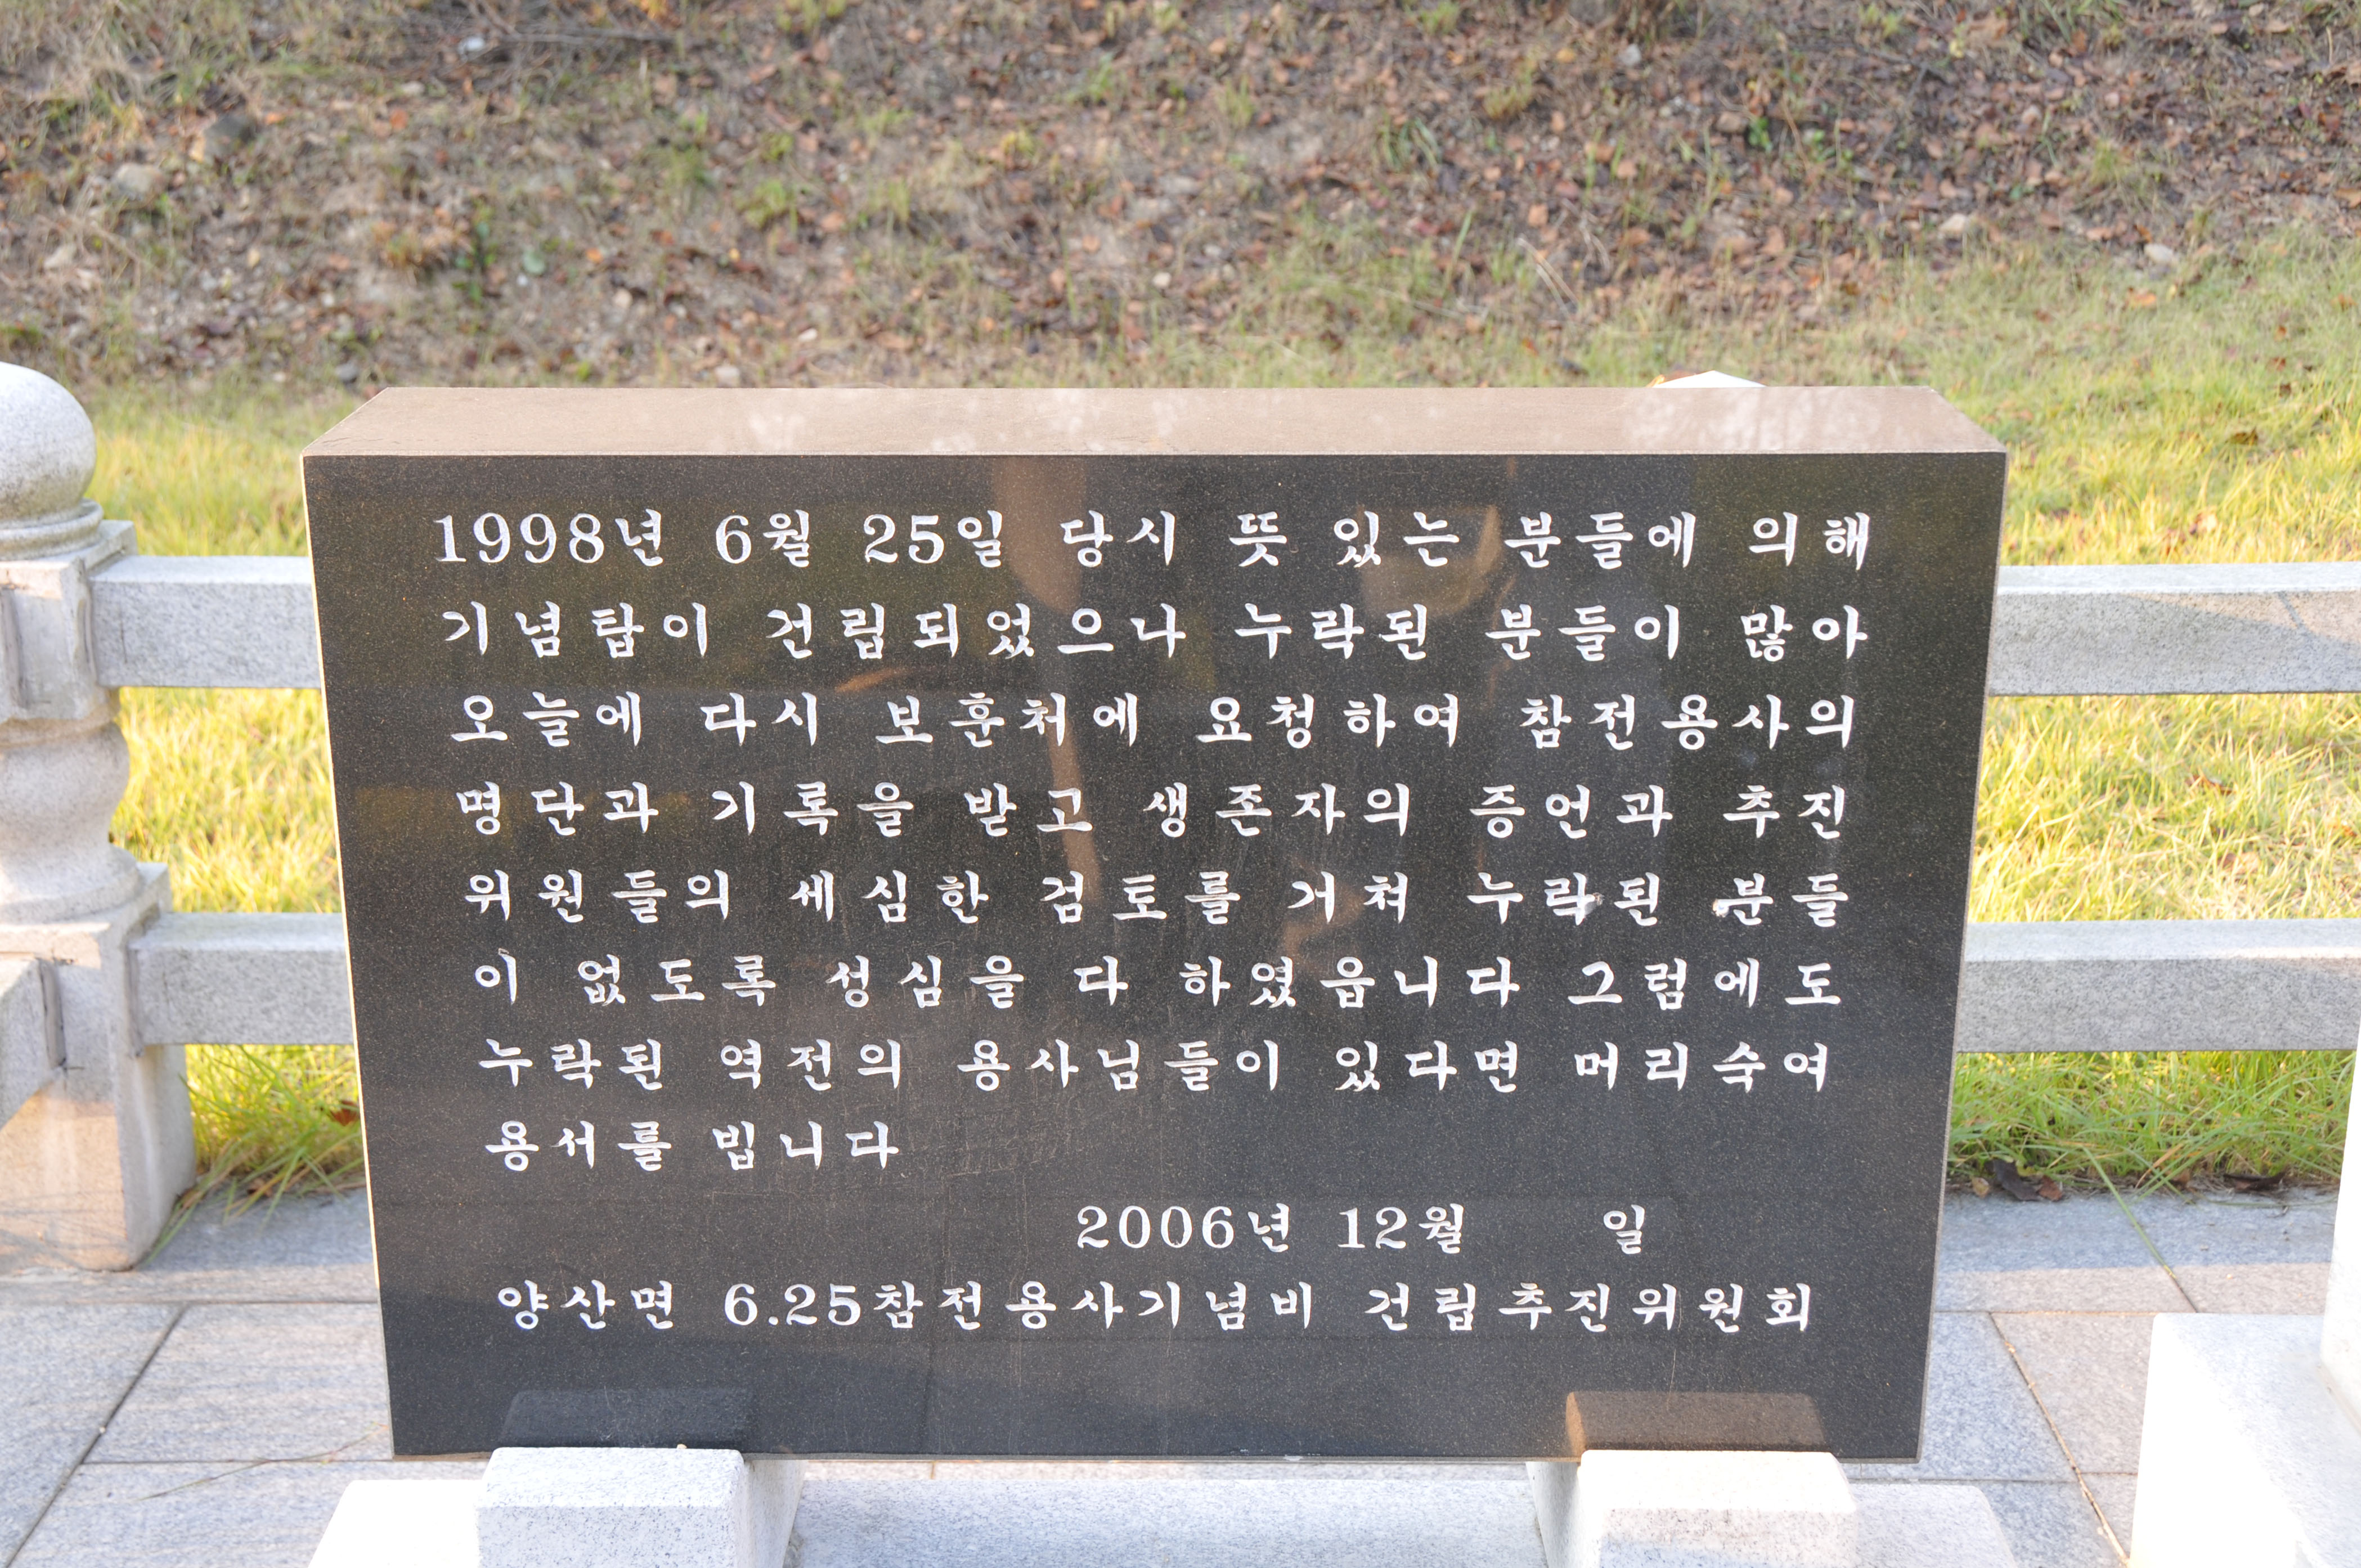 1998년 6월 25일 당시 뜻 있는 분들에 의해
기념탑이 건립되었으나 누락된 분들이 많아
오늘에 다시 보훈처에 요청하여 참전용사의
명단과 기록을 받고 생존자의 증언과 추진
위원들의 세심한 검토를 거쳐 누락된 분들
이 없도록 성심을 다 하였읍니다 그럼에도
누락된 역전의 용사님들이 있다면 머리숙여
용서를 빕니다
2006년 12월 일
양산면 6.25참전용사기념비 건립추진위원회